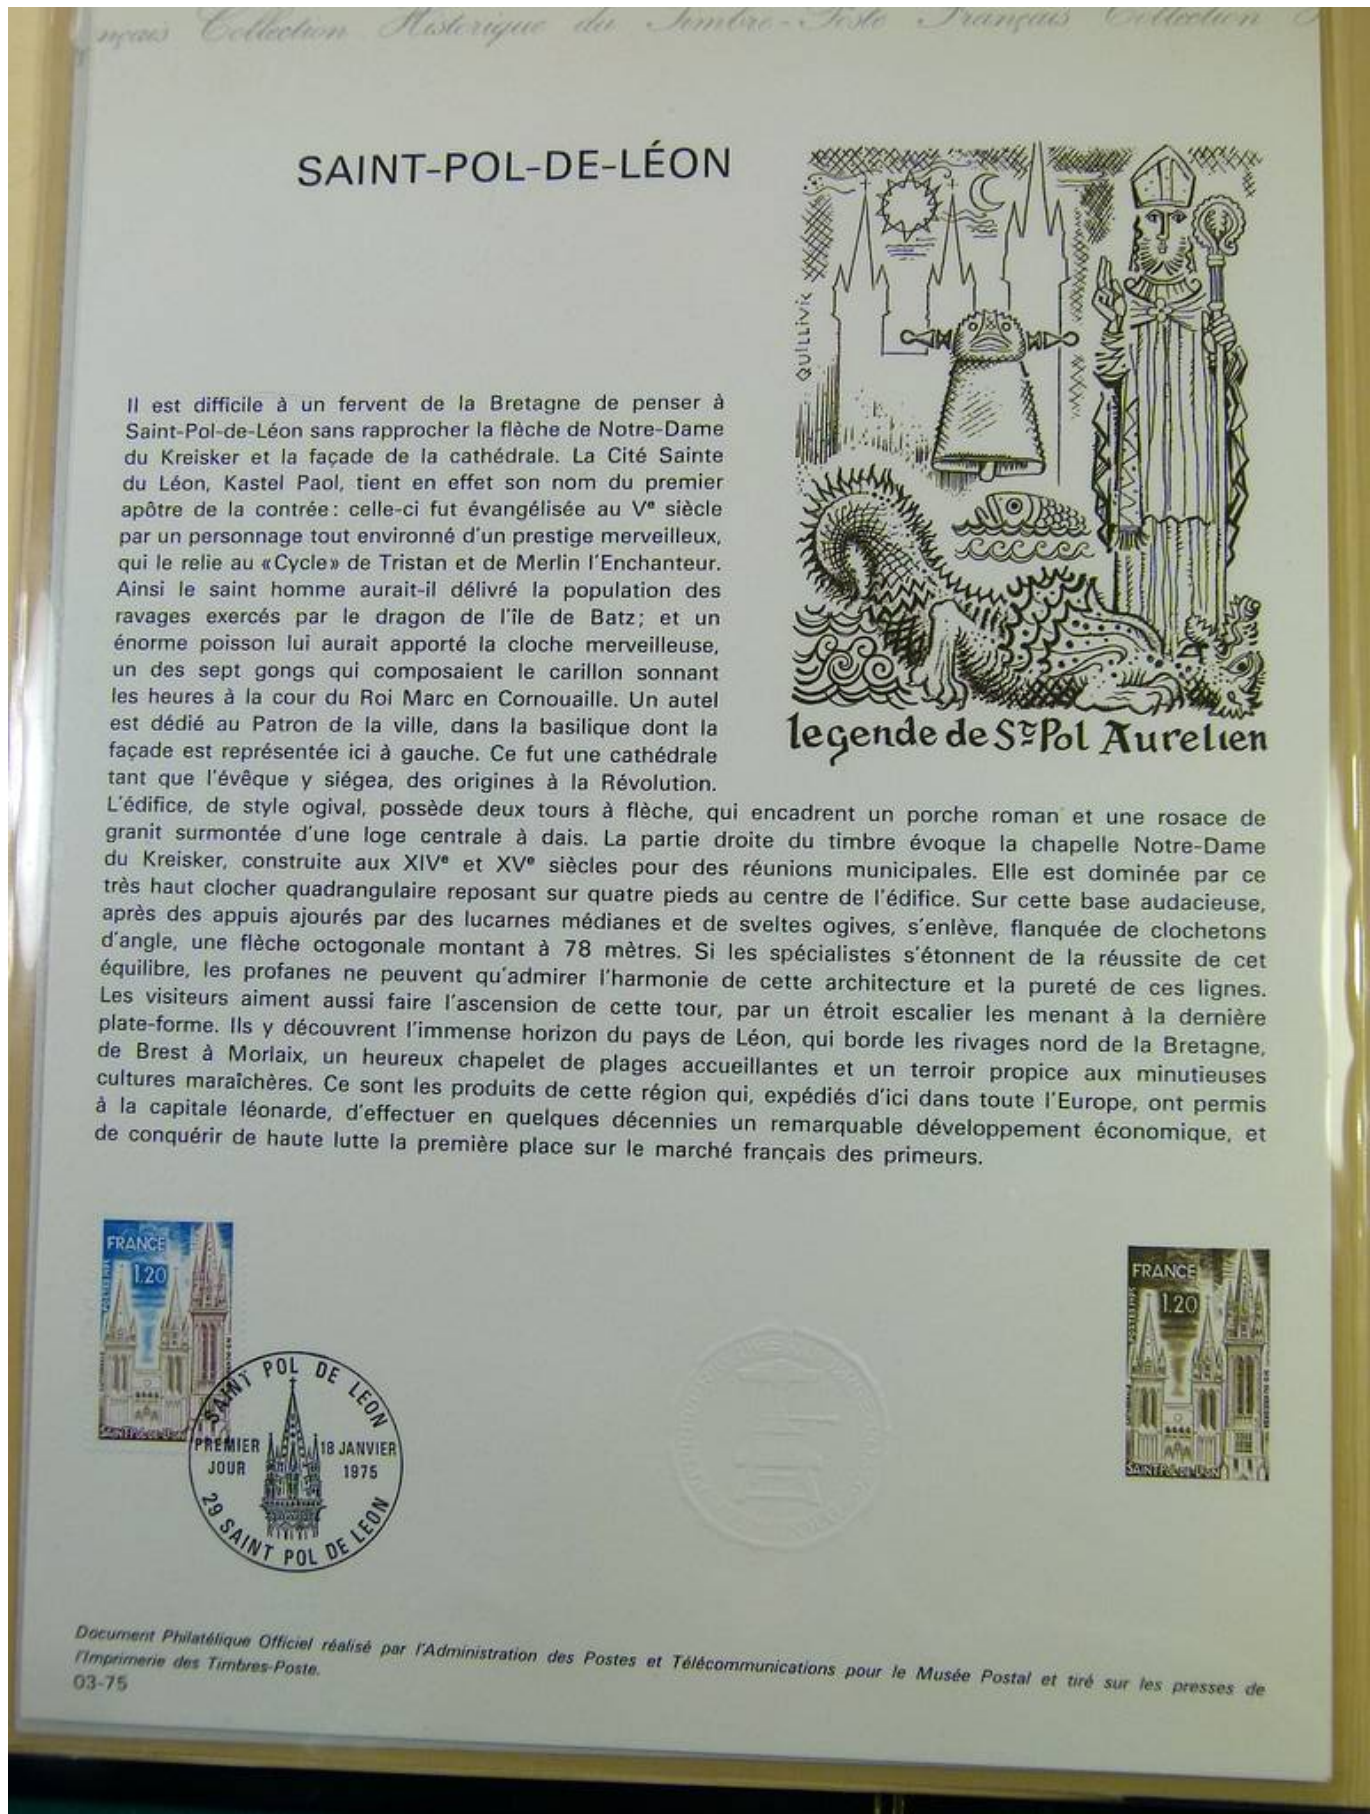 nçais Collection Historique du Timbre-Poste Français Collection
SAINT-POL-DE-LÉON
QUILLIVIC
Il est difficile à un fervent de la Bretagne de penser à
Saint-Pol-de-Léon sans rapprocher la flèche de Notre-Dame
du Kreisker et la façade de la cathédrale. La Cité Sainte
du Léon, Kastel Paol, tient en effet son nom du premier
apôtre de la contrée: celle-ci fut évangélisée au Ve siècle
par un personnage tout environné d'un prestige merveilleux,
qui le relie au «Cycle» de Tristan et de Merlin l'Enchanteur.
Ainsi le saint homme aurait-il délivré la population des
ravages exercés par le dragon de l'île de Batz; et un
énorme poisson lui aurait apporté la cloche merveilleuse,
un des sept gongs qui composaient le carillon sonnant
les heures à la cour du Roi Marc en Cornouaille. Un autel
est dédié au Patron de la ville, dans la basilique dont la
façade est représentée ici à gauche. Ce fut une cathédrale
tant que l'évêque y siégea, des origines à la Révolution.
legende de St Pol Aurelien
L'édifice, de style ogival, possède deux tours à flèche, qui encadrent un porche roman et une rosace de
granit surmontée d'une loge centrale à dais. La partie droite du timbre évoque la chapelle Notre-Dame
du Kreisker, construite aux XIVe et XVe siècles pour des réunions municipales. Elle est dominée par ce
très haut clocher quadrangulaire reposant sur quatre pieds au centre de l'édifice. Sur cette base audacieuse,
après des appuis ajourés par des lucarnes médianes et de sveltes ogives, s'enlève, flanquée de clochetons
d'angle, une flèche octogonale montant à 78 mètres. Si les spécialistes s'étonnent de la réussite de cet
équilibre, les profanes ne peuvent qu'admirer l'harmonie de cette architecture et la pureté de ces lignes.
Les visiteurs aiment aussi faire l'ascension de cette tour, par un étroit escalier les menant à la dernière
plate-forme. Ils y découvrent l'immense horizon du pays de Léon, qui borde les rivages nord de la Bretagne,
de Brest à Morlaix, un heureux chapelet de plages accueillantes et un terroir propice aux minutieuses
cultures maraîchères. Ce sont les produits de cette région qui, expédiés d'ici dans toute l'Europe, ont permis
à la capitale léonarde, d'effectuer en quelques décennies un remarquable développement économique, et
de conquérir de haute lutte la première place sur le marché français des primeurs.
FRANCE
1.20
SAINT POL-DE-LÉON
SAINT POL DE LEON
PREMIER
JOUR
18 JANVIER
1975
29 SAINT POL DE LEON
FRANCE
1.20
POSTES 1975
SAINT POL-DE-LÉON
Document Philatélique Officiel réalisé par l'Administration des Postes et Télécommunications pour le Musée Postal et tiré sur les presses de
l'Imprimerie des Timbres-Poste.
03-75